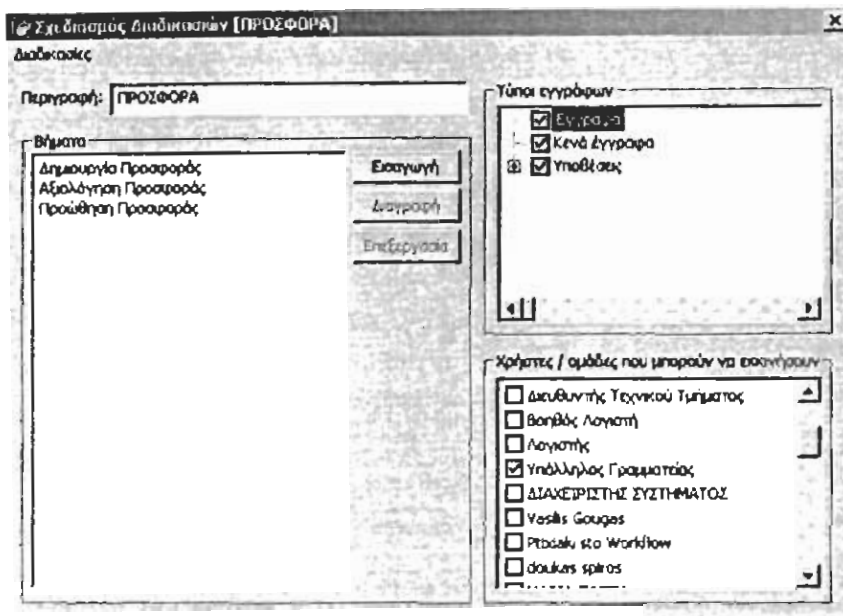 Σχεδιασμός Διαδικασιών [ΠΡΟΣΦΟΡΑ]
Διαδικασίες
Περιγραφή: ΠΡΟΣΦΟΡΑ
Βήματα
Δημιουργία Προσφοράς
Αξιολόγηση Προσφοράς
Προώθηση Προσφοράς
Εισαγωγή
Διαγραφή
Επεξεργασία
Τύποι εγγράφων
Έγγραφα
Κενά έγγραφα
Υποθέσεις
Χρήστες / ομάδες που μπορούν να εκκινήσουν
Διευθυντής Τεχνικού Τμήματος
Βοηθός Λογιστή
Λογιστής
Υπάλληλος Γραμματείας
ΔΙΑΧΕΙΡΙΣΤΗΣ ΣΥΣΤΗΜΑΤΟΣ
Vasilis Gougas
sto Workflow
doukas spiros